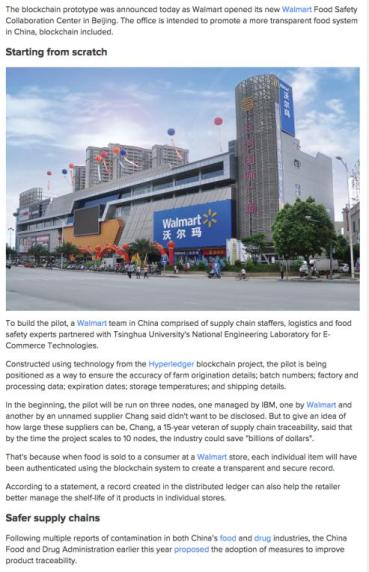 The blockchain prototype was announced today as Walmart opened its new Walmart Food Safety
Collaboration Center in Beijing. The office is intended to promote a more transparent food system
in China, blockchain included.
Starting from scratch
沃尔玛
Walmart
沃尔玛
To build the pilot, a Walmart team in China comprised of supply chain staffers, logistics and food
safety experts partnered with Tsinghua University's National Engineering Laboratory for E-
Commerce Technologies.
Constructed using technology from the Hyperledger blockchain project, the pilot is being
positioned as a way to ensure the accuracy of farm origination details; batch numbers; factory and
processing data; expiration dates; storage temperatures; and shipping details.
In the beginning, the pilot will be run on three nodes, one managed by IBM, one by Walmart and
another by an unnamed supplier Chang said didn't want to be disclosed. But to give an idea of
how large these suppliers can be, Chang, a 15-year veteran of supply chain traceability, said that
by the time the project scales to 10 nodes, the industry could save "billions of dollars".
That's because when food is sold to a consumer at a Walmart store, each individual item will have
been authenticated using the blockchain system to create a transparent and secure record.
According to a statement, a record created in the distributed ledger can also help the retailer
better manage the shelf-life of it products in individual stores.
Safer supply chains
Following multiple reports of contamination in both China's food and drug industries, the China
Food and Drug Administration earlier this year proposed the adoption of measures to improve
product traceability.